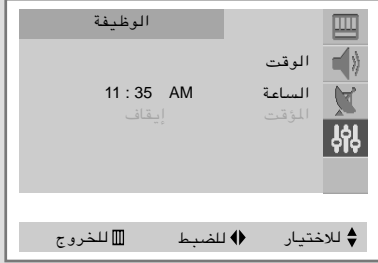 الوظيفة
الوقت
الساعة 11 : 35 AM
المؤقت إيقاف
للاختيار للضبط للخروج